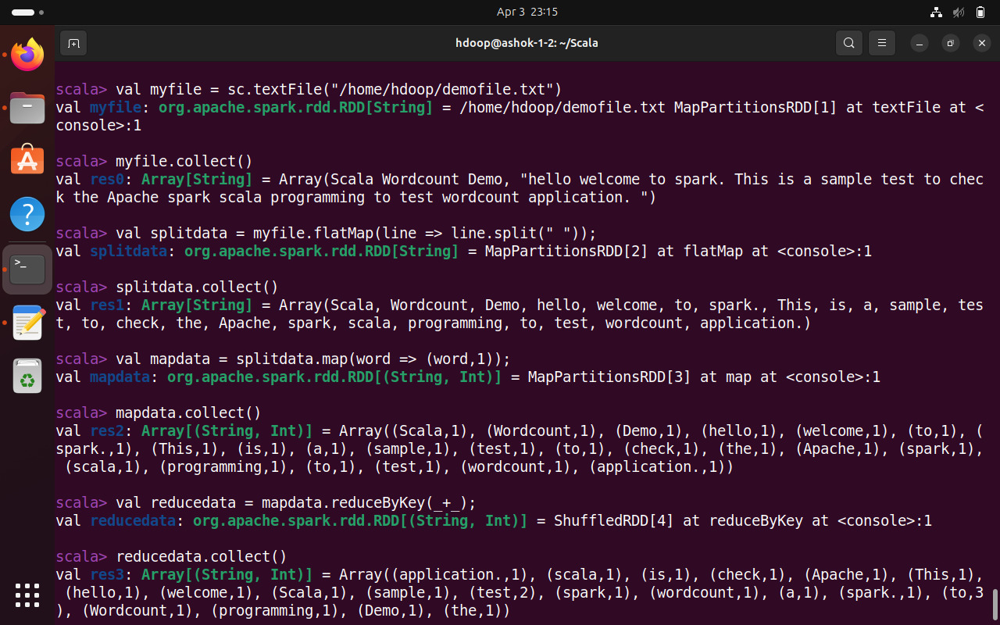 Apr 3 23:15
hdoop@ashok-1-2: ~/Scala
scala> val myfile = sc.textFile("/home/hdoop/demofile.txt")
val myfile: org.apache.spark.rdd.RDD[String] = /home/hdoop/demofile.txt MapPartitionsRDD[1] at textFile at <
console>:1
scala> myfile.collect()
val res0: Array[String] = Array(Scala Wordcount Demo, "hello welcome to spark. This is a sample test to chec
k the Apache spark scala programming to test wordcount application. ")
scala> val splitdata = myfile.flatMap(line => line.split(" "));
val splitdata: org.apache.spark.rdd.RDD[String] = MapPartitionsRDD[2] at flatMap at <console>:1
scala> splitdata.collect()
val res1: Array[String] = Array(Scala, Wordcount, Demo, hello, welcome, to, spark., This, is, a, sample, tes
t, to, check, the, Apache, spark, scala, programming, to, test, wordcount, application.)
scala> val mapdata = splitdata.map(word => (word,1));
val mapdata: org.apache.spark.rdd.RDD[(String, Int)] = MapPartitionsRDD[3] at map at <console>:1
scala> mapdata.collect()
val res2: Array[(String, Int)] = Array((Scala,1), (Wordcount,1), (Demo,1), (hello,1), (welcome,1), (to,1), (
spark.,1), (This,1), (is,1), (a,1), (sample,1), (test,1), (to,1), (check,1), (the,1), (Apache,1), (spark,1),
(scala,1), (programming,1), (to,1), (test,1), (wordcount,1), (application.,1))
scala> val reducedata = mapdata.reduceByKey(_+_);
val reducedata: org.apache.spark.rdd.RDD[(String, Int)] = ShuffledRDD[4] at reduceByKey at <console>:1
scala> reducedata.collect()
val res3: Array[(String, Int)] = Array((application.,1), (scala,1), (is,1), (check,1), (Apache,1), (This,1),
(hello,1), (welcome,1), (Scala,1), (sample,1), (test,2), (spark,1), (wordcount,1), (a,1), (spark.,1), (to,3
), (Wordcount,1), (programming,1), (Demo,1), (the,1))